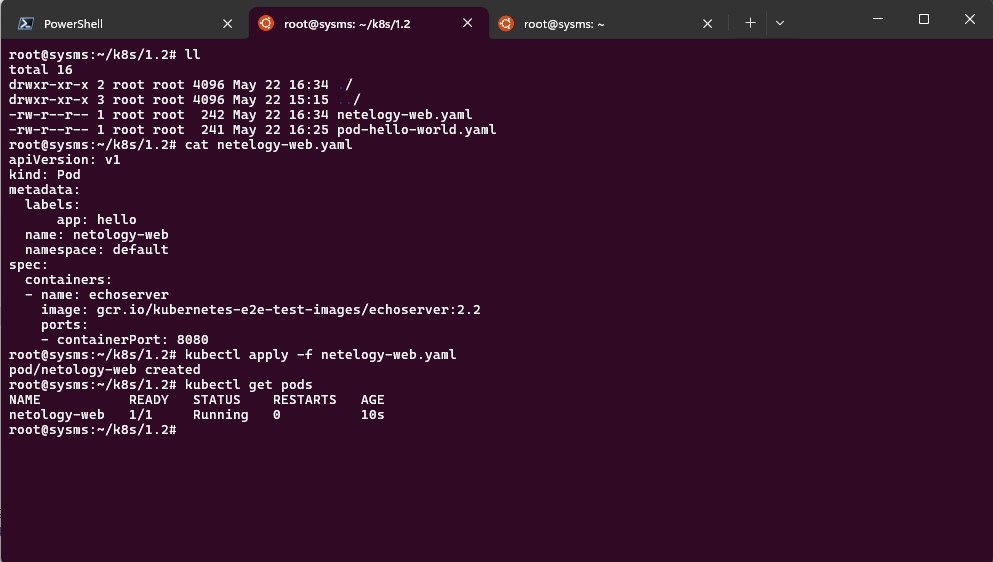 PowerShell
root@sysms: ~/k8s/1.2
root@sysms: ~
root@sysms:~/k8s/1.2# ll
total 16
drwxr-xr-x 2 root root 4096 May 22 16:34 ./
drwxr-xr-x 3 root root 4096 May 22 15:15 ../
-rw-r--r-- 1 root root  242 May 22 16:34 netelogy-web.yaml
-rw-r--r-- 1 root root  241 May 22 16:25 pod-hello-world.yaml
root@sysms:~/k8s/1.2# cat netelogy-web.yaml
apiVersion: v1
kind: Pod
metadata:
  labels:
      app: hello
  name: netology-web
  namespace: default
spec:
  containers:
  - name: echoserver
    image: gcr.io/kubernetes-e2e-test-images/echoserver:2.2
    ports:
    - containerPort: 8080
root@sysms:~/k8s/1.2# kubectl apply -f netelogy-web.yaml
pod/netology-web created
root@sysms:~/k8s/1.2# kubectl get pods
NAME           READY   STATUS    RESTARTS   AGE
netology-web   1/1     Running   0          10s
root@sysms:~/k8s/1.2#